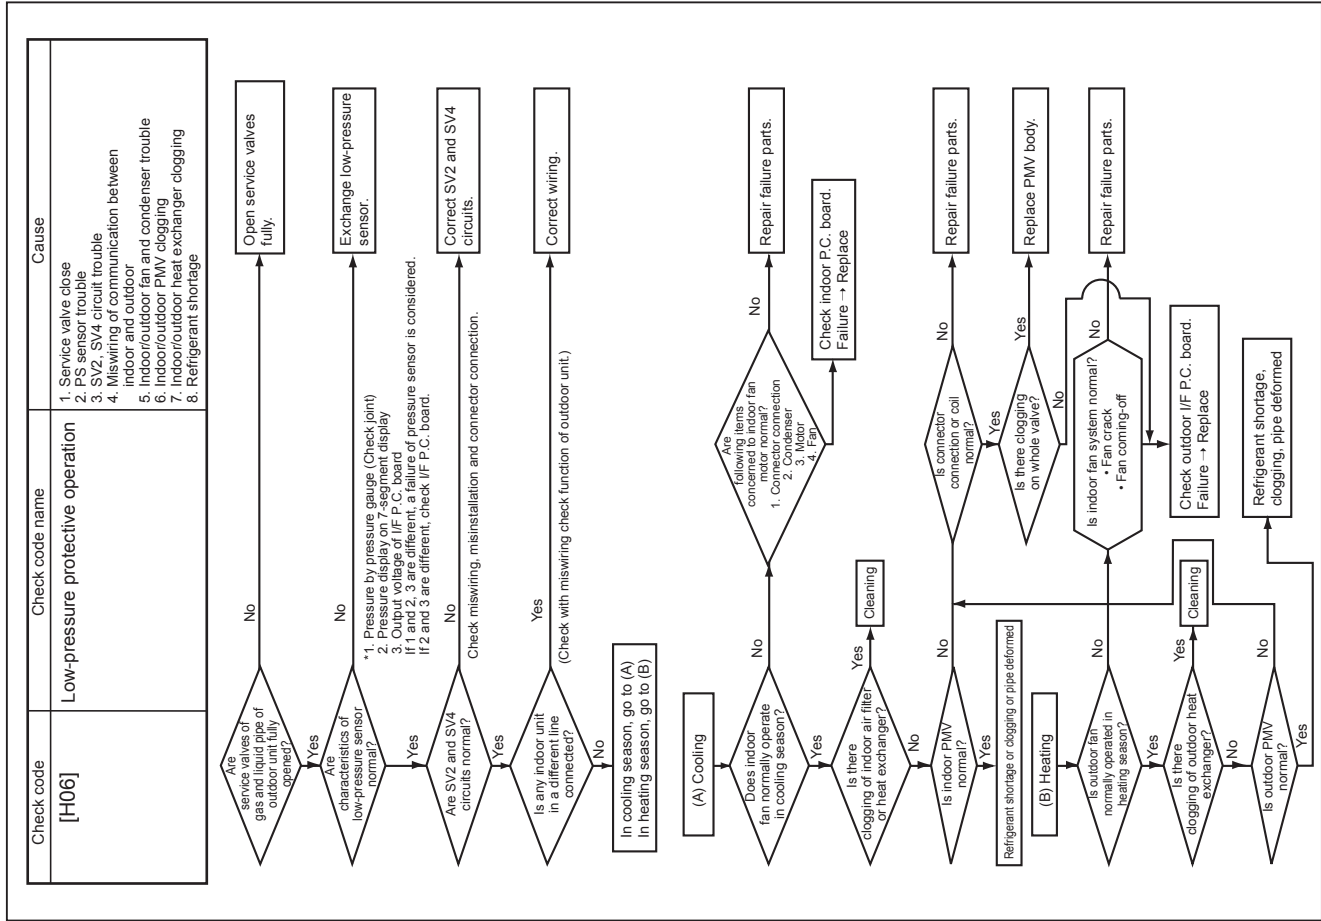 Check code
Check code name
Cause
[H06]
Low-pressure protective operation
1. Service valve close
2. PS sensor trouble
3. SV2, SV4 circuit trouble
4. Miswiring of communication between
indoor and outdoor
5. Indoor/outdoor fan and condenser trouble
6. Indoor/outdoor PMV clogging
7. Indoor/outdoor heat exchanger clogging
8. Refrigerant shortage
Are
service valves of
gas and liquid pipe of
outdoor unit fully
opened?
No
Open service valves
fully.
Yes
Are
characteristics of
low-pressure sensor
normal?
No
Exchange low-pressure
sensor.
*1. Pressure by pressure gauge (Check joint)
2. Pressure display on 7-segment display
3. Output voltage of I/F P.C. board
If 1 and 2, 3 are different, a failure of pressure sensor is considered.
If 2 and 3 are different, check I/F P.C. board.
Yes
Are SV2 and SV4
circuits normal?
No
Correct SV2 and SV4
circuits.
Check miswiring, misinstallation and connector connection.
Yes
Is any indoor unit
in a different line
connected?
Yes
Correct wiring.
(Check with miswiring check function of outdoor unit.)
No
In cooling season, go to (A)
In heating season, go to (B)
(A) Cooling
Does indoor
fan normally operate
in cooling season?
No
Are
following items
concerned to indoor fan
motor normal?
1. Connector connection
2. Condenser
3. Motor
4. Fan
No
Repair failure parts.
Check indoor P.C. board.
Failure → Replace
Yes
Is there
clogging of indoor air filter
or heat exchanger?
Yes
Cleaning
No
Is indoor PMV
normal?
No
Is connector
connection or coil
normal?
No
Repair failure parts.
Yes
Is there clogging
on whole valve?
Yes
Replace PMV body.
No
Yes
Refrigerant shortage or clogging or pipe deformed
(B) Heating
Is outdoor fan
normally operated in
heating season?
No
Is indoor fan system normal?
• Fan crack
• Fan coming-off
No
Repair failure parts.
Check outdoor I/F P.C. board.
Failure → Replace
Yes
Is there
clogging of outdoor heat
exchanger?
Yes
Cleaning
No
Is outdoor PMV
normal?
No
Yes
Refrigerant shortage,
clogging, pipe deformed